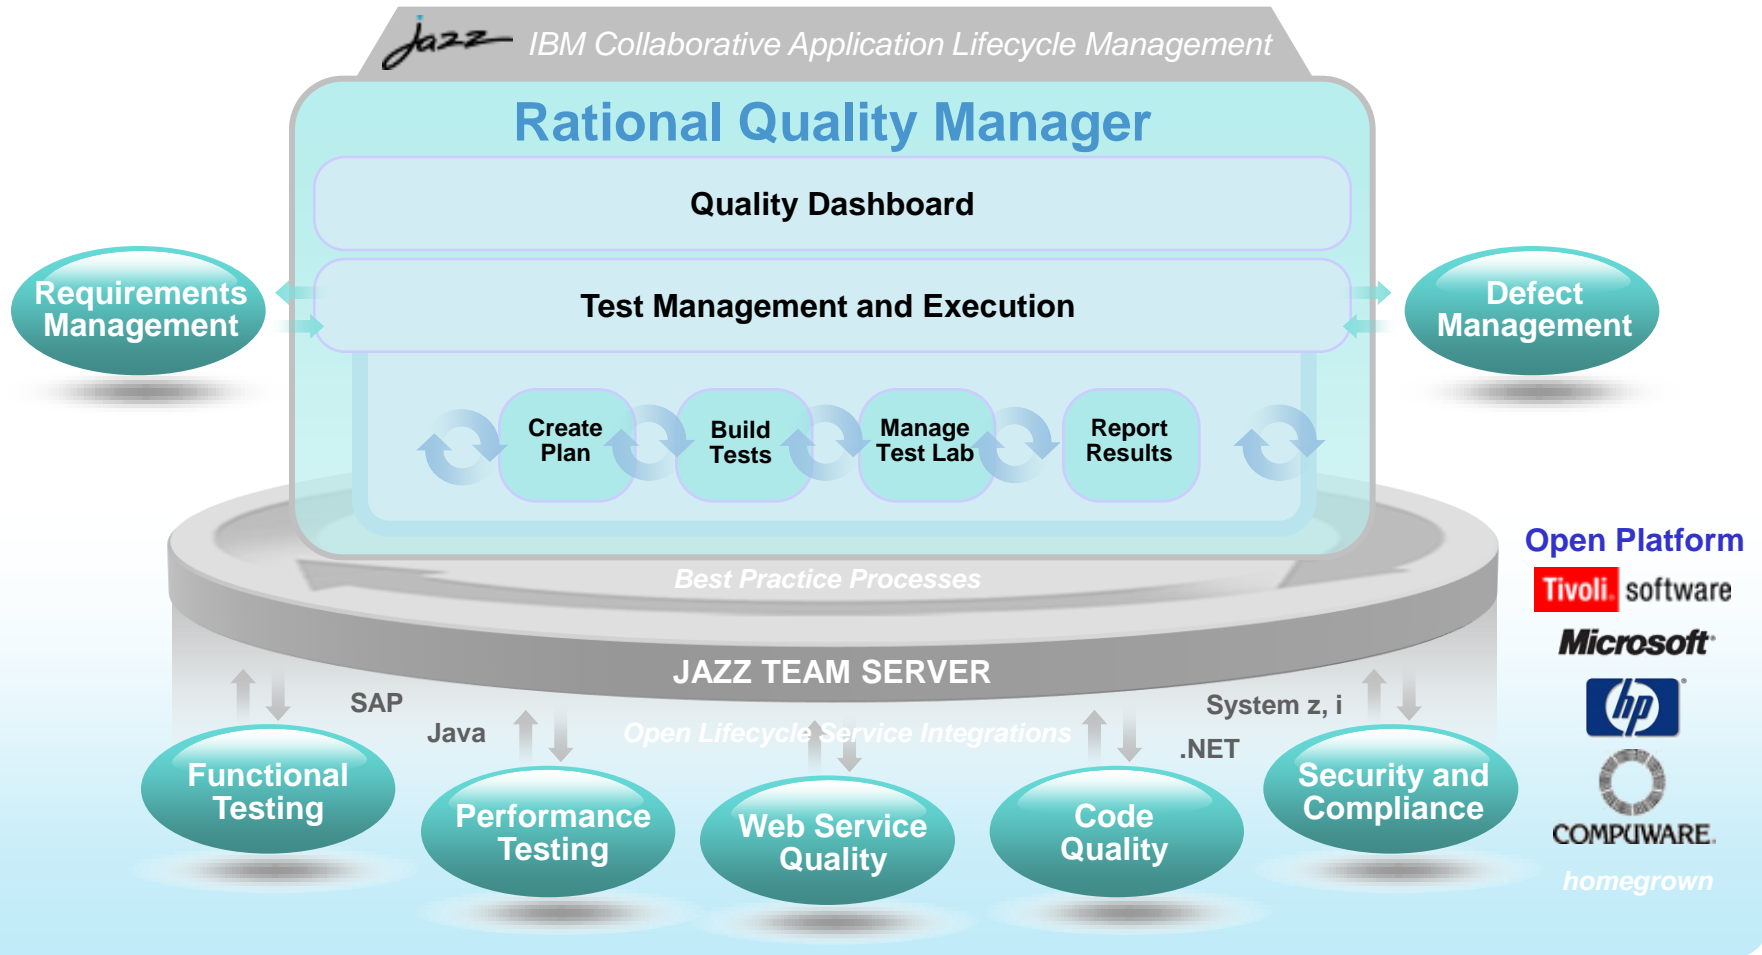 jazz IBM Collaborative Application Lifecycle Management
Rational Quality Manager
Quality Dashboard
Requirements
Management
Test Management and Execution
Defect
Management
Create
Plan
Build
Tests
Manage
Test Lab
Report
Results
Best Practice Processes
JAZZ TEAM SERVER
SAP
Java
Open Lifecycle Service Integrations
System z, i
.NET
Functional
Testing
Performance
Testing
Web Service
Quality
Code
Quality
Security and
Compliance
Open Platform
Tivoli. software
Microsoft
hp
COMPUWARE.
homegrown